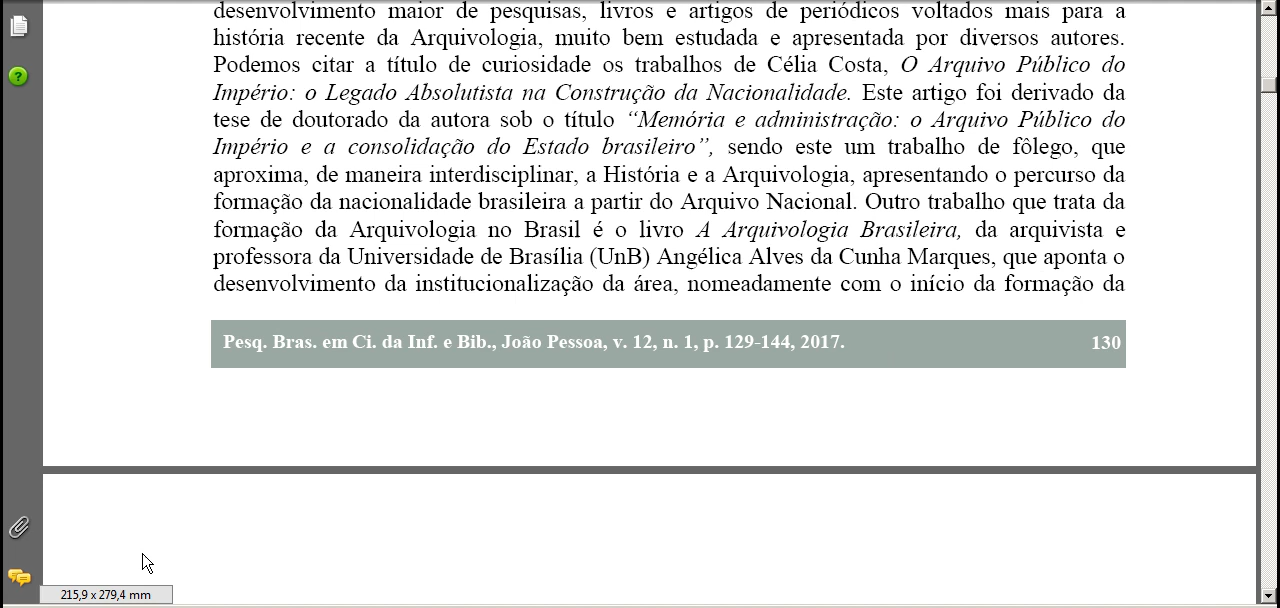 desenvolvimento maior de pesquisas, livros e artigos de periódicos voltados mais para a
história recente da Arquivologia, muito bem estudada e apresentada por diversos autores.
Podemos citar a título de curiosidade os trabalhos de Célia Costa, O Arquivo Público do
Império: o Legado Absolutista na Construção da Nacionalidade. Este artigo foi derivado da
tese de doutorado da autora sob o título “Memória e administração: o Arquivo Público do
Império e a consolidação do Estado brasileiro”, sendo este um trabalho de fôlego, que
aproxima, de maneira interdisciplinar, a História e a Arquivologia, apresentando o percurso da
formação da nacionalidade brasileira a partir do Arquivo Nacional. Outro trabalho que trata da
formação da Arquivologia no Brasil é o livro A Arquivologia Brasileira, da arquivista e
professora da Universidade de Brasília (UnB) Angélica Alves da Cunha Marques, que aponta o
desenvolvimento da institucionalização da área, nomeadamente com o início da formação da
Pesq. Bras. em Ci. da Inf. e Bib., João Pessoa, v. 12, n. 1, p. 129-144, 2017. 130
215,9 x 279,4 mm